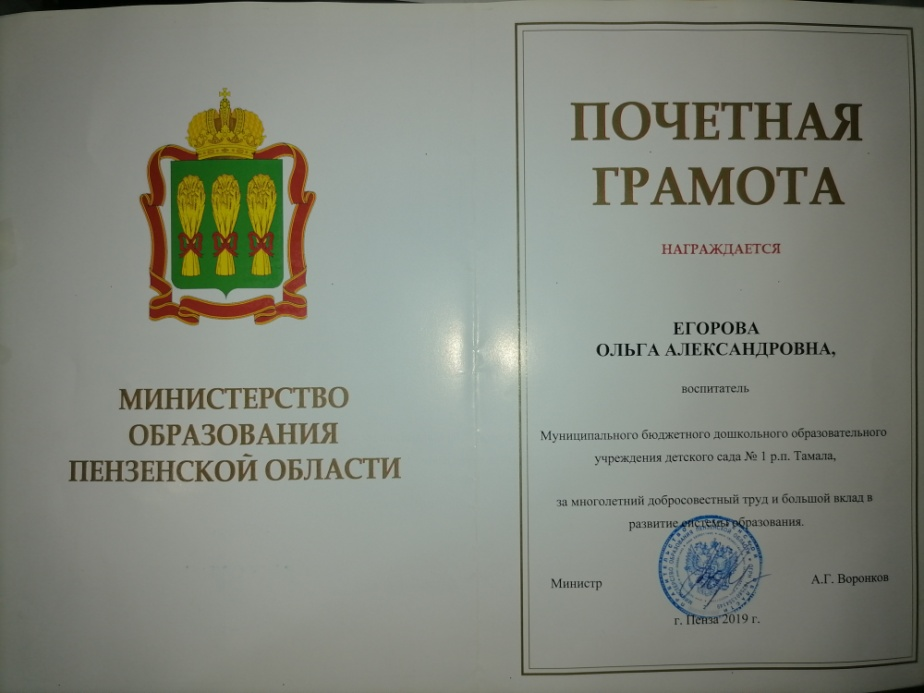 МИНИСТЕРСТВО
ОБРАЗОВАНИЯ
ПЕНЗЕНСКОЙ ОБЛАСТИ
ПОЧЕТНАЯ
ГРАМОТА
НАГРАЖДАЕТСЯ
ЕГОРОВА
ОЛЬГА АЛЕКСАНДРОВНА,
воспитатель
Муниципального бюджетного дошкольного образовательного
учреждения детского сада № 1 р.п. Тамала,
за многолетний добросовестный труд и большой вклад в
развитие системы образования.
Министр
А.Г. Воронков
г. Пенза 2019 г.